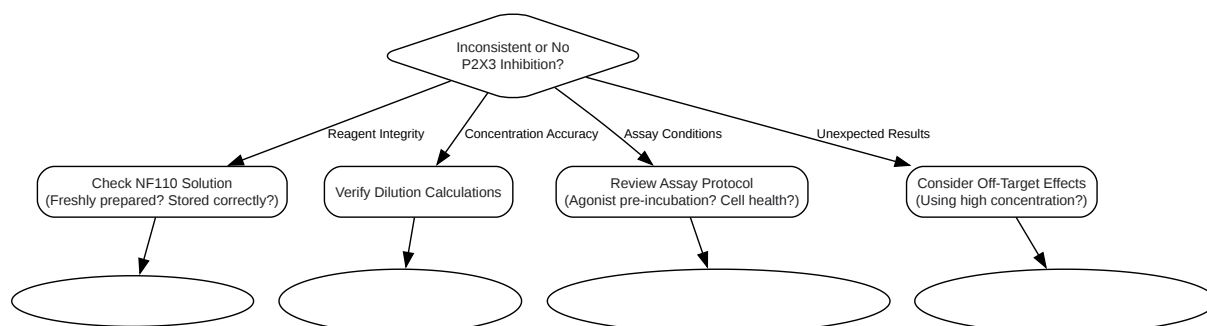 Inconsistent or No
P2X3 Inhibition?
Reagent Integrity
Concentration Accuracy
Assay Conditions
Unexpected Results
Check NF110 Solution
(Freshly prepared? Stored correctly?)
Verify Dilution Calculations
Review Assay Protocol
(Agonist pre-incubation? Cell health?)
Consider Off-Target Effects
(Using high concentration?)